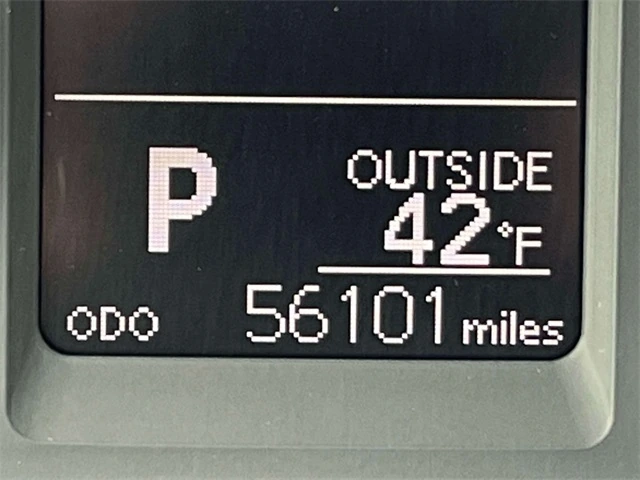 P
OUTSIDE
42°F
ODO 56101 miles